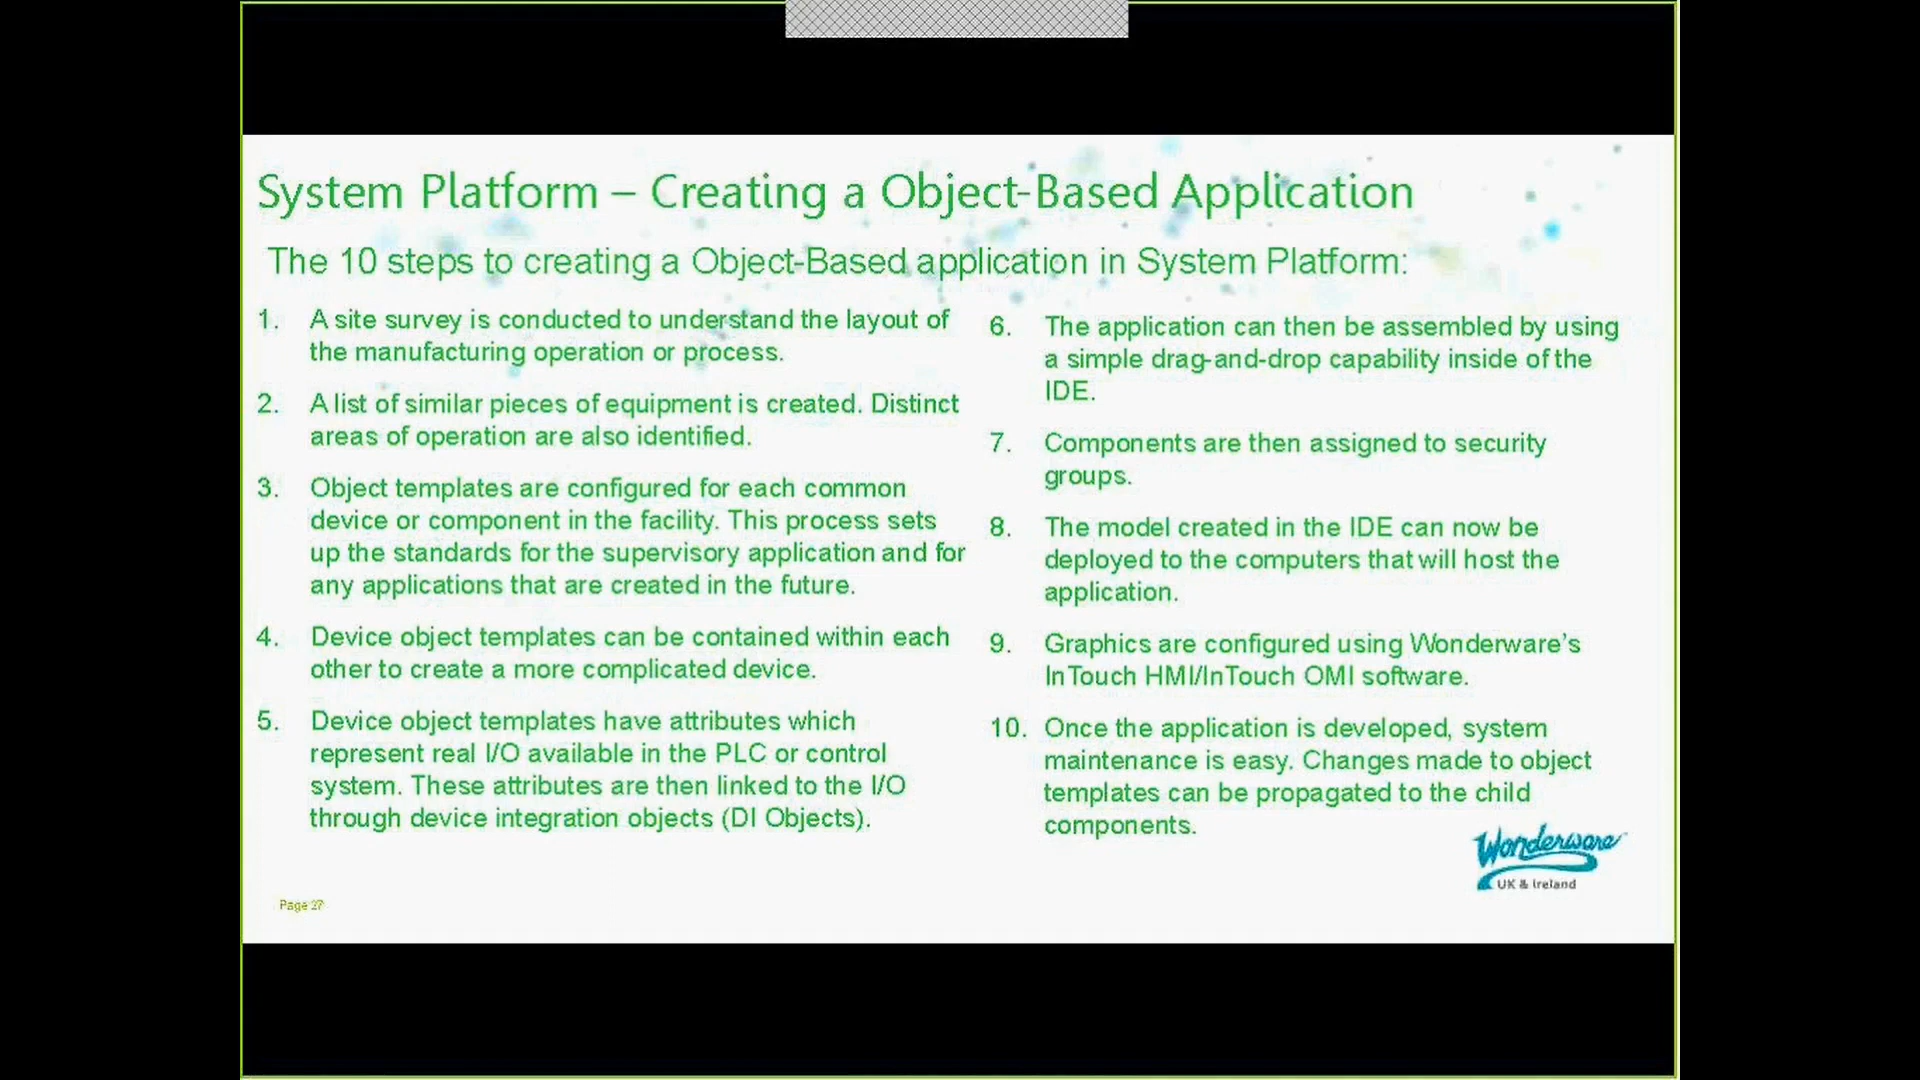 System Platform – Creating a Object-Based Application
The 10 steps to creating a Object-Based application in System Platform:
1. A site survey is conducted to understand the layout of
the manufacturing operation or process.
2. A list of similar pieces of equipment is created. Distinct
areas of operation are also identified.
3. Object templates are configured for each common
device or component in the facility. This process sets
up the standards for the supervisory application and for
any applications that are created in the future.
4. Device object templates can be contained within each
other to create a more complicated device.
5. Device object templates have attributes which
represent real I/O available in the PLC or control
system. These attributes are then linked to the I/O
through device integration objects (DI Objects).
6. The application can then be assembled by using
a simple drag-and-drop capability inside of the
IDE.
7. Components are then assigned to security
groups.
8. The model created in the IDE can now be
deployed to the computers that will host the
application.
9. Graphics are configured using Wonderware's
InTouch HMI/InTouch OMI software.
10. Once the application is developed, system
maintenance is easy. Changes made to object
templates can be propagated to the child
components.
Wonderware
UK & Ireland
Page 27